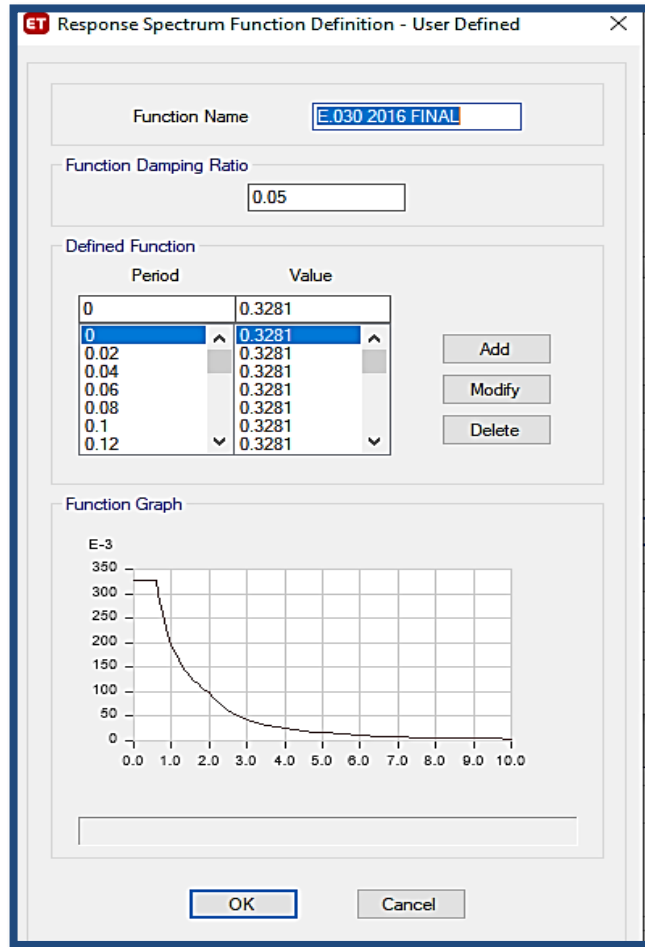 ET Response Spectrum Function Definition - User Defined
Function Name E.030 2016 FINAL
Function Damping Ratio
0.05
Defined Function
Period Value
0 0.3281
0 0.3281
0.02 0.3281
0.04 0.3281
0.06 0.3281
0.08 0.3281
0.1 0.3281
0.12 0.3281
Add
Modify
Delete
Function Graph
E-3
350
300
250
200
150
100
50
0
0.0 1.0 2.0 3.0 4.0 5.0 6.0 7.0 8.0 9.0 10.0
OK Cancel